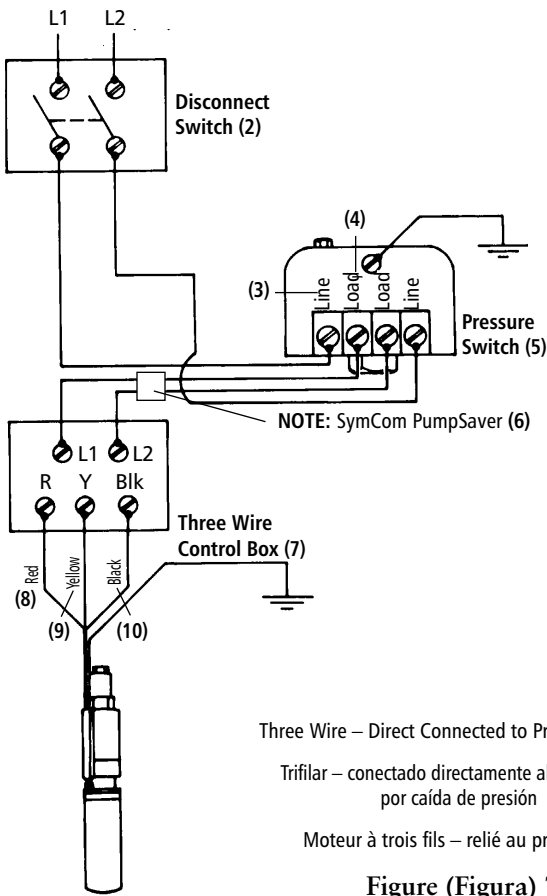 L1 L2
Disconnect
Switch (2)
(4)
(3)
Line
Load
Load
Line
Pressure
Switch (5)
NOTE: SymCom PumpSaver (6)
L1 L2
R Y Blk
Three Wire
Control Box (7)
Red
Yellow
Black
(8)
(9)
(10)
Three Wire – Direct Connected to
Trifilar – conectado directamente
por caída de presión
Moteur à trois fils – relié au
Figure (Figura)